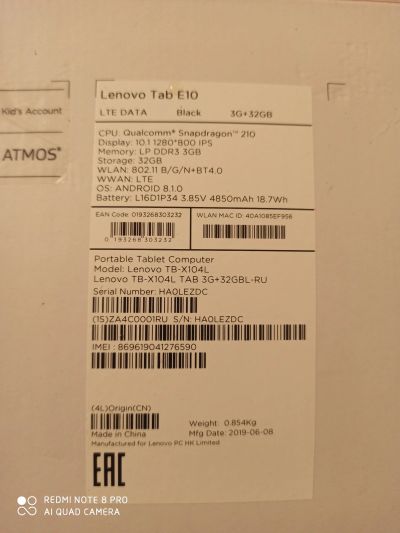 Lenovo Tab E10
LTE DATA Black 3G+32GB
Kid's Account
ATMOS®
CPU: Qualcomm® Snapdragon™ 210
Display: 10.1 1280*800 IPS
Memory: LP DDR3 3GB
Storage: 32GB
WLAN: 802.11 B/G/N+BT4.0
WWAN: LTE
OS: ANDROID 8.1.0
Battery: L16D1P34 3.85V 4850mAh 18.7Wh
EAN Code: 0193268303232
WLAN MAC ID: 40A1085EF956
0 193268 303232
Portable Tablet Computer
Model: Lenovo TB-X104L
Lenovo TB-X104L TAB 3G+32GBL-RU
Serial Number: HA0LEZDC
(1S)ZA4C0001RU S/N: HA0LEZDC
IMEI : 869619041276590
(4L)Origin(CN)
Weight: 0.854Kg
Made in China
Mfg Date: 2019-06-08
Manufactured for Lenovo PC HK Limited
EAC
REDMI NOTE 8 PRO
AI QUAD CAMERA